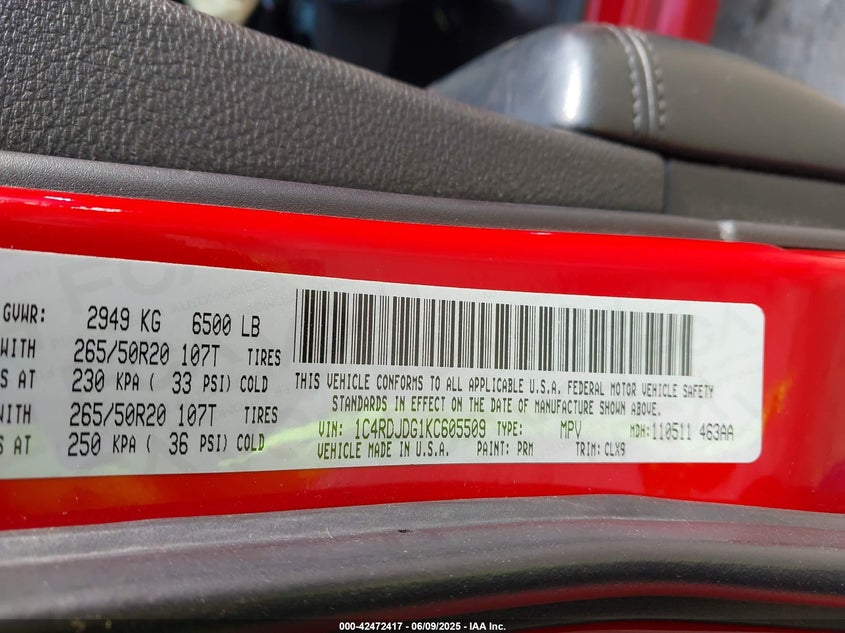 GVWR: 2949 KG 6500 LB
WITH 265/50R20 107T TIRES
S AT 230 KPA ( 33 PSI) COLD
WITH 265/50R20 107T TIRES
S AT 250 KPA ( 36 PSI) COLD
THIS VEHICLE CONFORMS TO ALL APPLICABLE U.S.A. FEDERAL MOTOR VEHICLE SAFETY
STANDARDS IN EFFECT ON THE DATE OF MANUFACTURE SHOWN ABOVE.
VIN: 1C4RDJDG1KC605509 TYPE: MPV MDH: 110511 463AA
VEHICLE MADE IN U.S.A. PAINT: PRM TRIM: CLX9
000-42472417 - 06/09/2025 - IAA Inc.